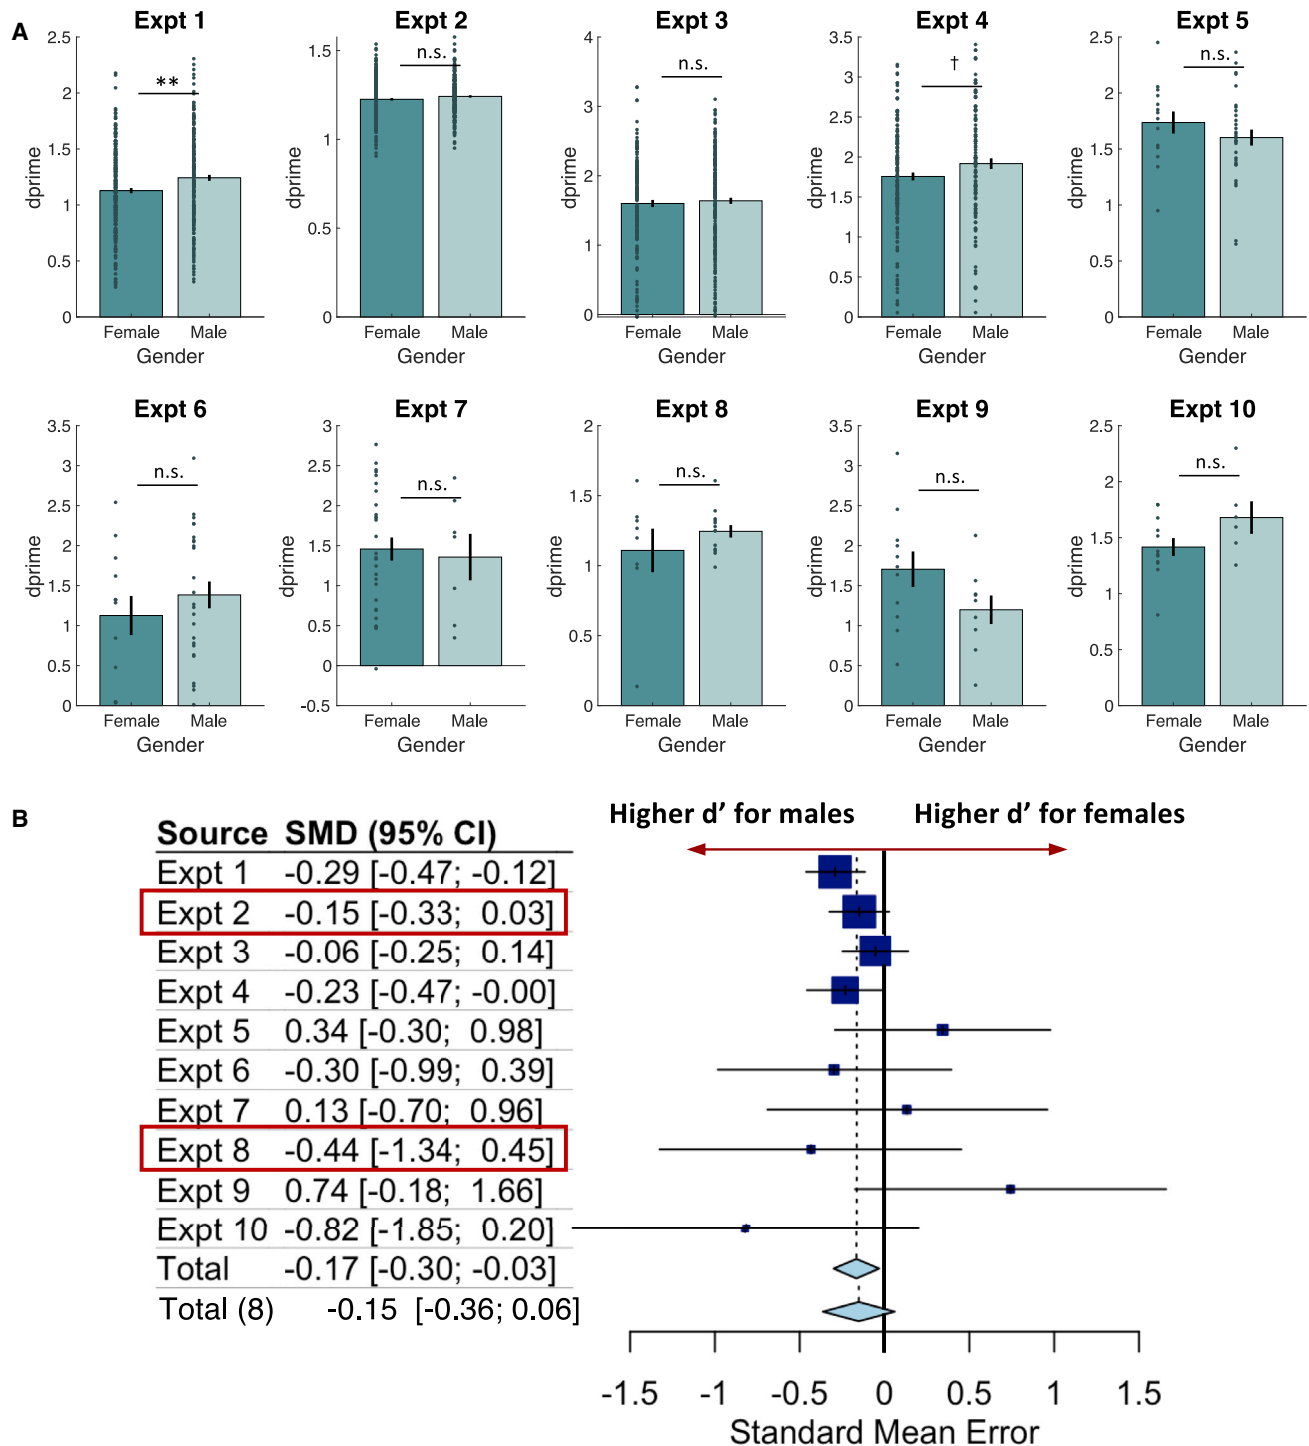 A
Expt 1
Expt 2
Expt 3
Expt 4
Expt 5
2.5
2
1.5
1
0.5
0
dprime
**
Female Male
Gender
1.5
1
0.5
0
dprime
n.s.
Female Male
Gender
4
3
2
1
0
dprime
n.s.
Female Male
Gender
3.5
3
2.5
2
1.5
1
0.5
0
dprime
†
Female Male
Gender
2.5
2
1.5
1
0.5
0
dprime
n.s.
Female Male
Gender
Expt 6
Expt 7
Expt 8
Expt 9
Expt 10
3.5
3
2.5
2
1.5
1
0.5
0
dprime
n.s.
Female Male
Gender
3
2.5
2
1.5
1
0.5
0
-0.5
dprime
n.s.
Female Male
Gender
2
1.5
1
0.5
0
dprime
n.s.
Female Male
Gender
3.5
3
2.5
2
1.5
1
0.5
0
dprime
n.s.
Female Male
Gender
2.5
2
1.5
1
0.5
0
dprime
n.s.
Female Male
Gender
B
Higher d’ for males Higher d’ for females
Source SMD (95% CI)
Expt 1 -0.29 [-0.47; -0.12]
Expt 2 -0.15 [-0.33; 0.03]
Expt 3 -0.06 [-0.25; 0.14]
Expt 4 -0.23 [-0.47; -0.00]
Expt 5 0.34 [-0.30; 0.98]
Expt 6 -0.30 [-0.99; 0.39]
Expt 7 0.13 [-0.70; 0.96]
Expt 8 -0.44 [-1.34; 0.45]
Expt 9 0.74 [-0.18; 1.66]
Expt 10 -0.82 [-1.85; 0.20]
Total -0.17 [-0.30; -0.03]
Total (8) -0.15 [-0.36; 0.06]
-1.5 -1 -0.5 0 0.5 1 1.5
Standard Mean Error